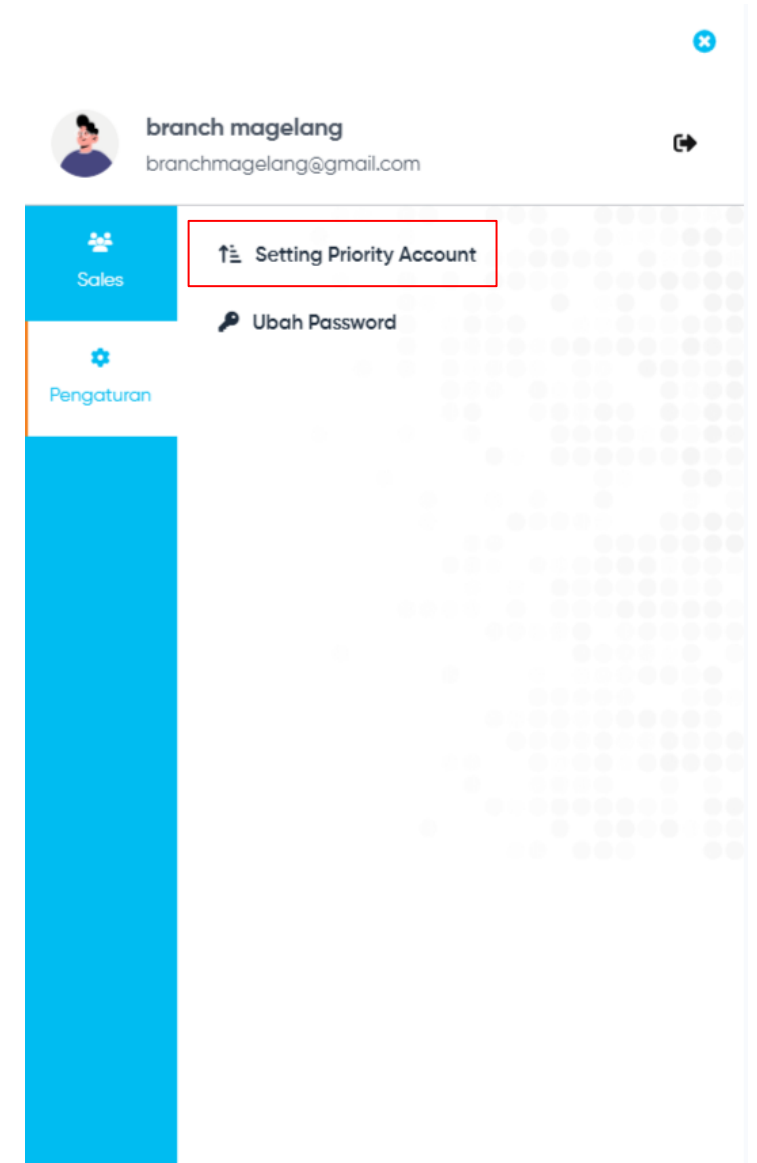 branch magelang
branchmagelang@gmail.com
Sales
Setting Priority Account
Ubah Password
Pengaturan